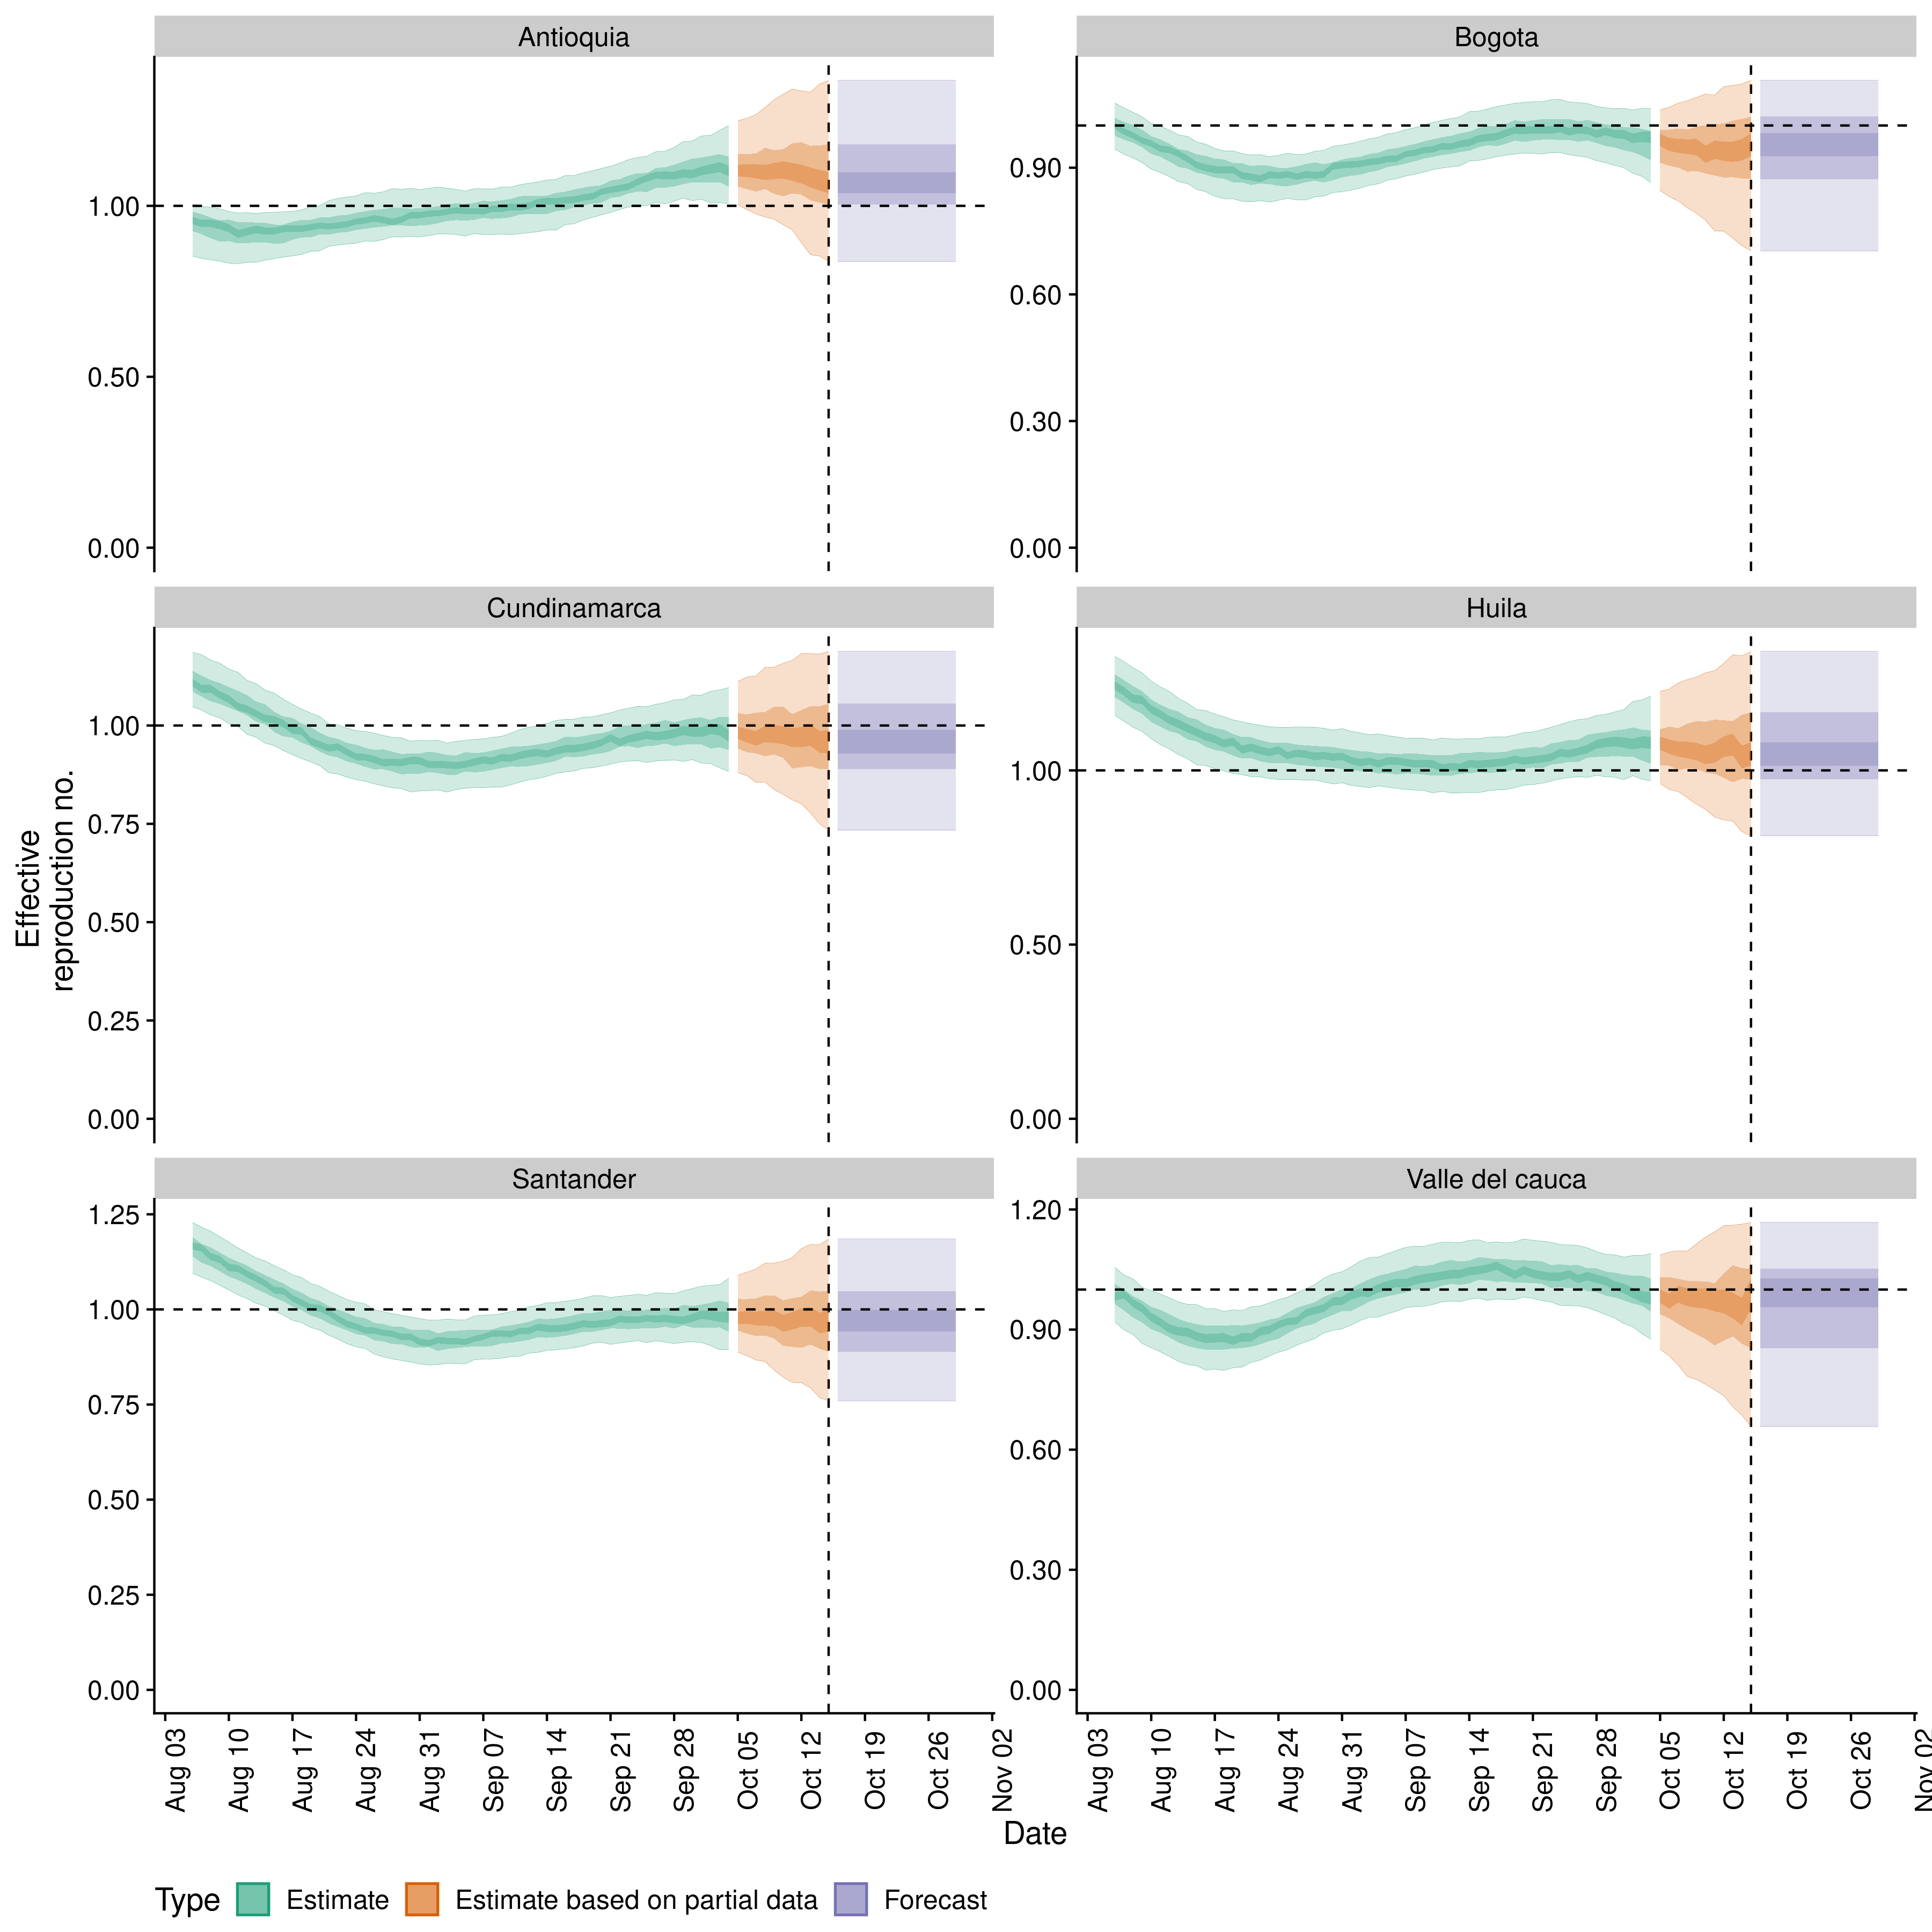 Antioquia
Bogota
1.00
0.50
0.00
0.90
0.60
0.30
0.00
Cundinamarca
Huila
Effective
reproduction no.
1.00
0.75
0.50
0.25
0.00
1.00
0.50
0.00
Santander
Valle del cauca
1.25
1.00
0.75
0.50
0.25
0.00
1.20
0.90
0.60
0.30
0.00
Aug 03
Aug 10
Aug 17
Aug 24
Aug 31
Sep 07
Sep 14
Sep 21
Sep 28
Oct 05
Oct 12
Oct 19
Oct 26
Nov 02
Aug 03
Aug 10
Aug 17
Aug 24
Aug 31
Sep 07
Sep 14
Sep 21
Sep 28
Oct 05
Oct 12
Oct 19
Oct 26
Nov 02
Date
Type Estimate Estimate based on partial data Forecast